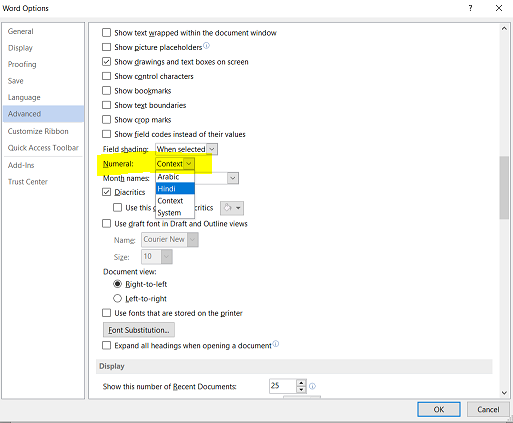 Word Options
?
General
Display
Proofing
Save
Language
Advanced
Customize Ribbon
Quick Access Toolbar
Add-Ins
Trust Center
Show text wrapped within the document window
Show picture placeholders
Show drawings and text boxes on screen
Show control characters
Show bookmarks
Show text boundaries
Show crop marks
Show field codes instead of their values
Field shading: When selected
Numeral: Context
Arabic
Month names:
Hindi
Diacritics
Context
Use this critics
System
Use draft font in Draft and Outline views
Name: Courier New
Size: 10
Document view:
Right-to-left
Left-to-right
Use fonts that are stored on the printer
Font Substitution...
Expand all headings when opening a document
Display
Show this number of Recent Documents: 25
OK Cancel